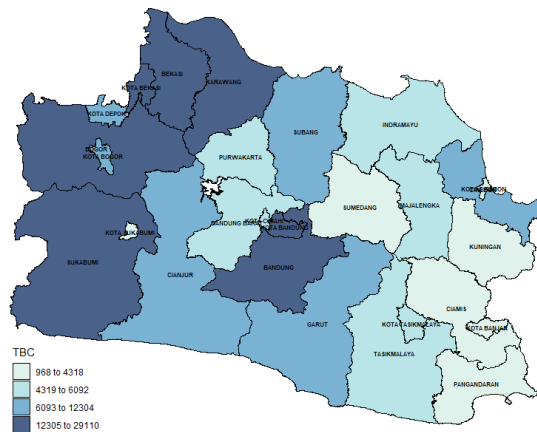 BEKASI
KARAWANG
KOTA BEKASI
KOTA DEPOK
INDRAMAYU
SUBANG
BOGOR
PURWAKARTA
KOTA BOGOR
MAJALENGKA
SUMEDANG
BANDUNG BARAT
KOTA BANDUNG
KOTA SUKABUMI
KUNINGAN
SUKABUMI
CIANJUR
BANDUNG
CIAMIS
GARUT
KOTA TASIKMALAYA
KOTA BANJAR
TASIKMALAYA
PANGANDARAN
TBC
968 to 4318
4319 to 6092
6093 to 12304
12305 to 29110